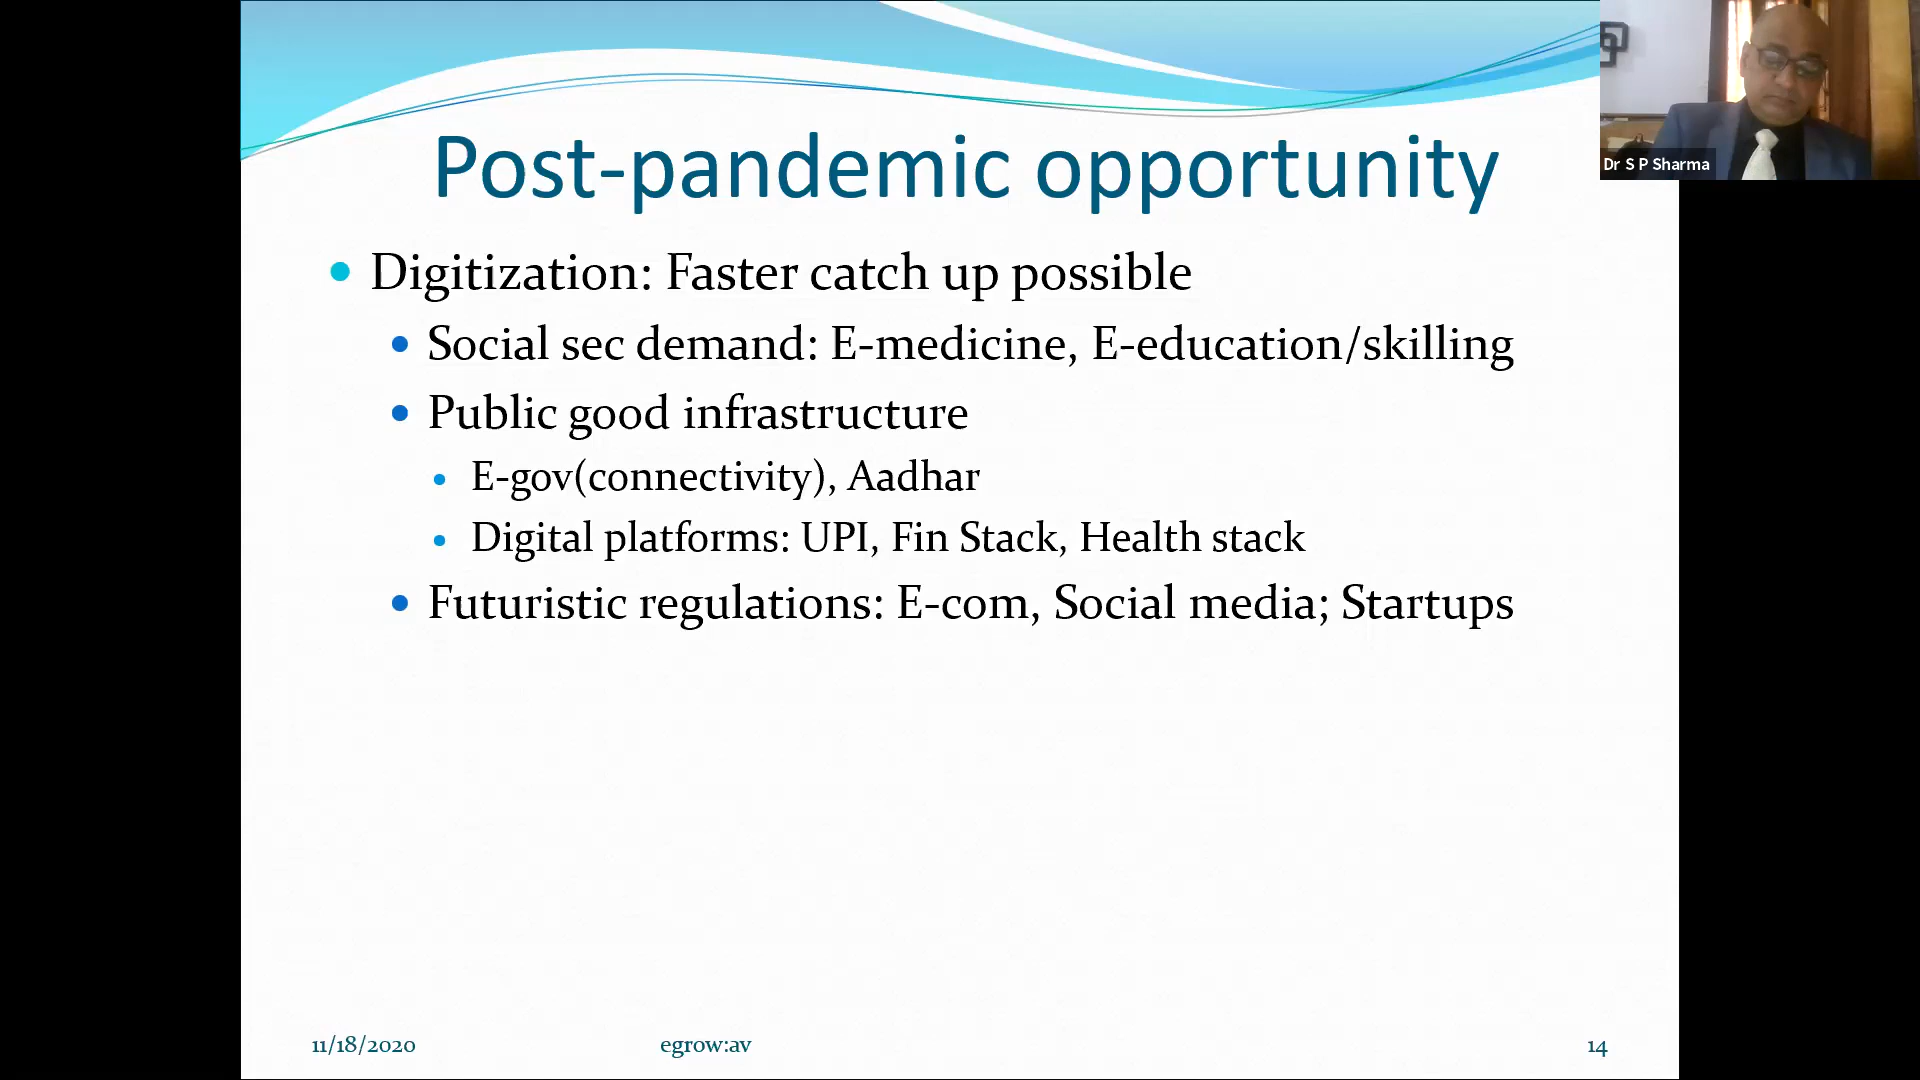 Post-pandemic opportunity
Dr S P Sharma
Digitization: Faster catch up possible
Social sec demand: E-medicine, E-education/skilling
Public good infrastructure
E-gov(connectivity), Aadhar
Digital platforms: UPI, Fin Stack, Health stack
Futuristic regulations: E-com, Social media; Startups
11/18/2020
egrow:av
14